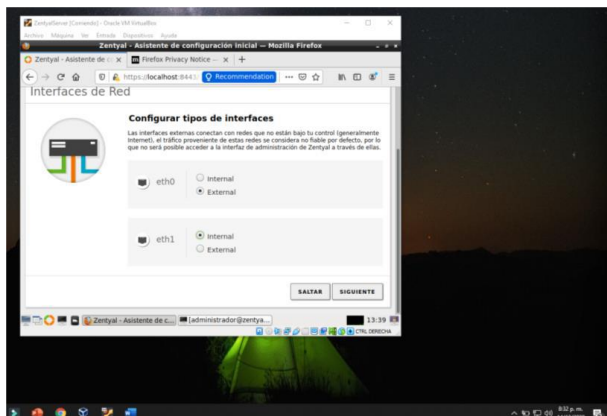 ZentyalServer [Corriendo] - Oracle VM VirtualBox
Archivo Máquina Ver Entrada Dispositivos Ayuda
Zentyal - Asistente de configuración inicial — Mozilla Firefox
Zentyal - Asistente de co
Firefox Privacy Notice —
https://localhost:8443/
Recommendation
Interfaces de Red
Configurar tipos de interfaces
Las interfaces externas conectan con redes que no están bajo tu control (generalmente
Internet), el tráfico proveniente de estas redes se considera no fiable por defecto, por lo
que no será posible acceder a la interfaz de administración de Zentyal a través de ellas.
eth0
Internal
External
eth1
Internal
External
SALTAR SIGUIENTE
Zentyal - Asistente de c...
[administrador@zentya...
13:39
CTRL DERECHA
8:32 p. m.